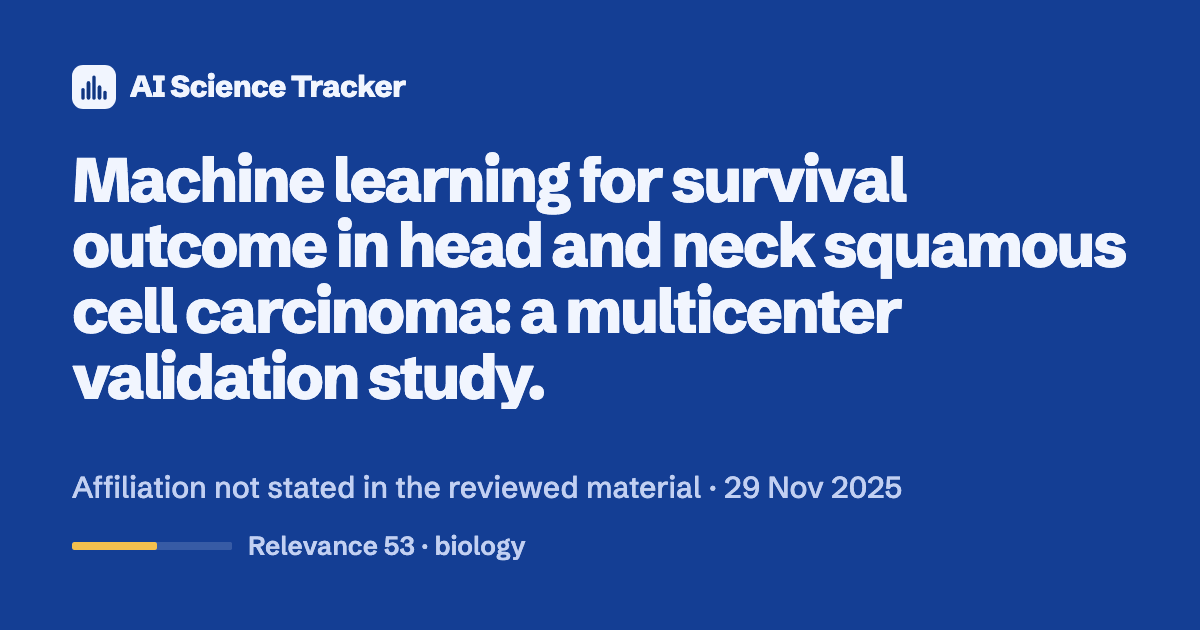 AI Science Tracker
Machine learning for survival
outcome in head and neck squamous
cell carcinoma: a multicenter
validation study.
Affiliation not stated in the reviewed material · 29 Nov 2025
Relevance 53 · biology